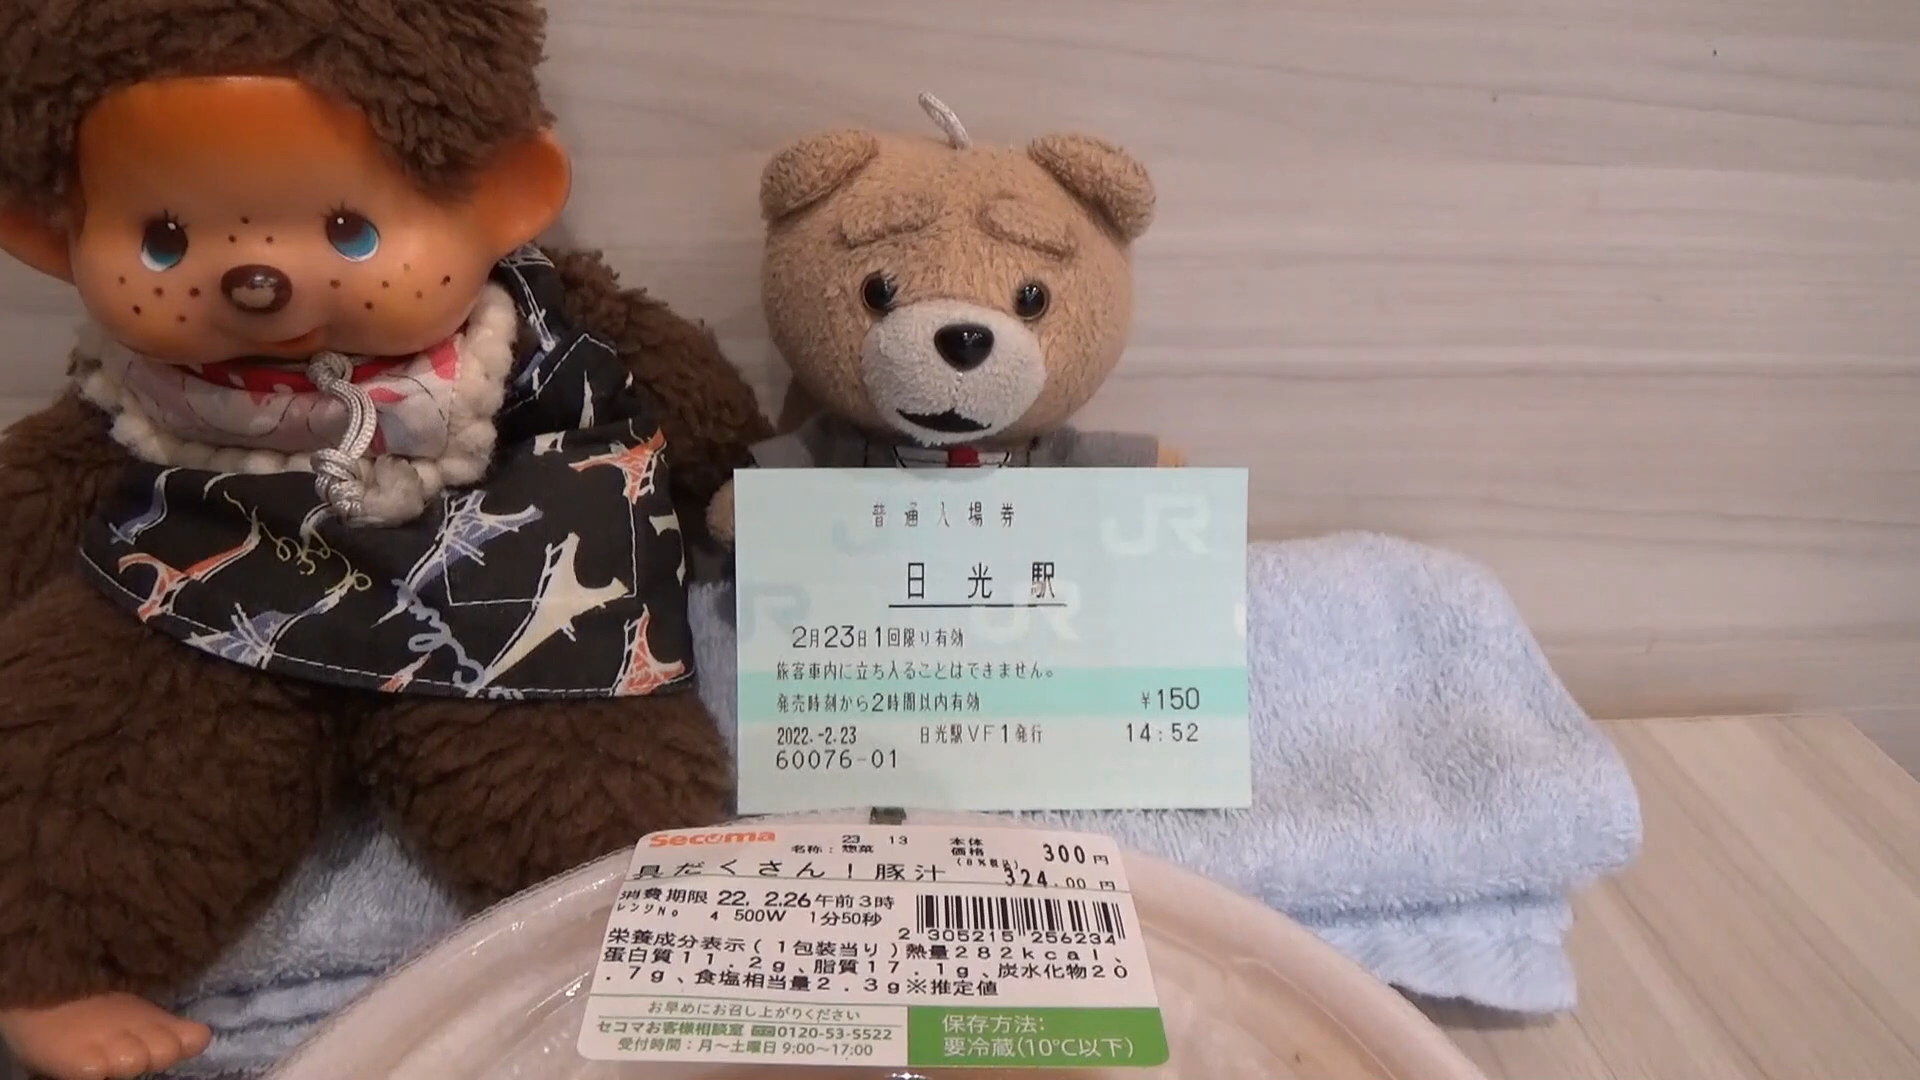 普通入場券
日光駅
2月23日1回限り有効
旅客車内に立ち入ることはできません。
発売時刻から2時間以内有効 ¥150
2022.-2.23 日光駅VF1発行 14:52
60076-01
JR
JR
JR
JR
Secoma
23 13
名称:惣菜
本体価格 300円
(8%税込) 324.00円
具だくさん!豚汁
消費期限 22. 2.26午前3時
レンジNo 4 500W 1分50秒
2 305215 256234
栄養成分表示(1包装当り)熱量282kcal、
蛋白質11.2g、脂質17.1g、炭水化物20
.7g、食塩相当量2.3g※推定値
お早めにお召し上がりください
セコマお客様相談室 0120-53-5522
受付時間:月〜土曜日 9:00〜17:00
保存方法:
要冷蔵(10℃以下)